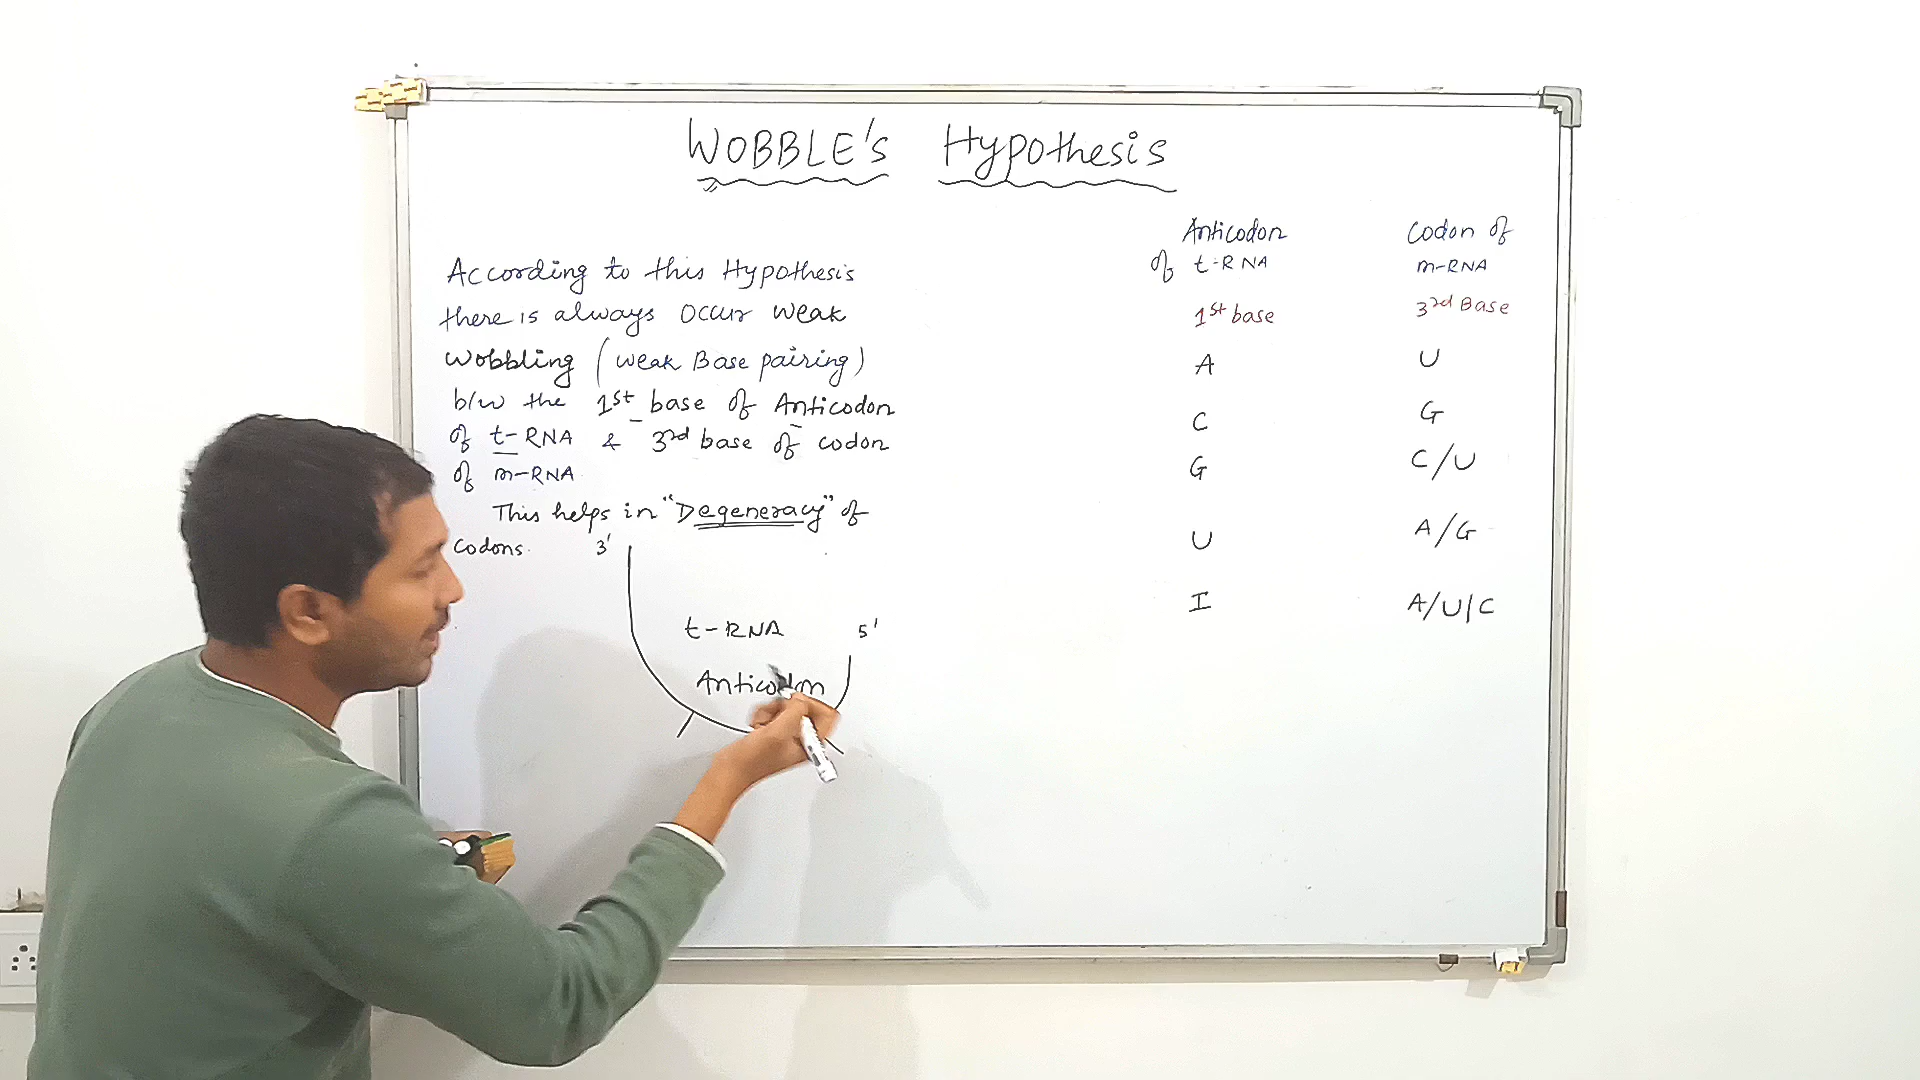 WOBBLE's Hypothesis
According to this Hypothesis
there is always occur weak
Wobbling (weak Base pairing)
b/w the 1st base of Anticodon
of t-RNA & 3rd base of codon
of m-RNA
This helps in "Degeneracy" of
codons.
3'
t-RNA 5'
Anticodon
Anticodon Codon of
of t-RNA m-RNA
1st base 3rd Base
A U
C G
G C/U
U A/G
I A/U/C